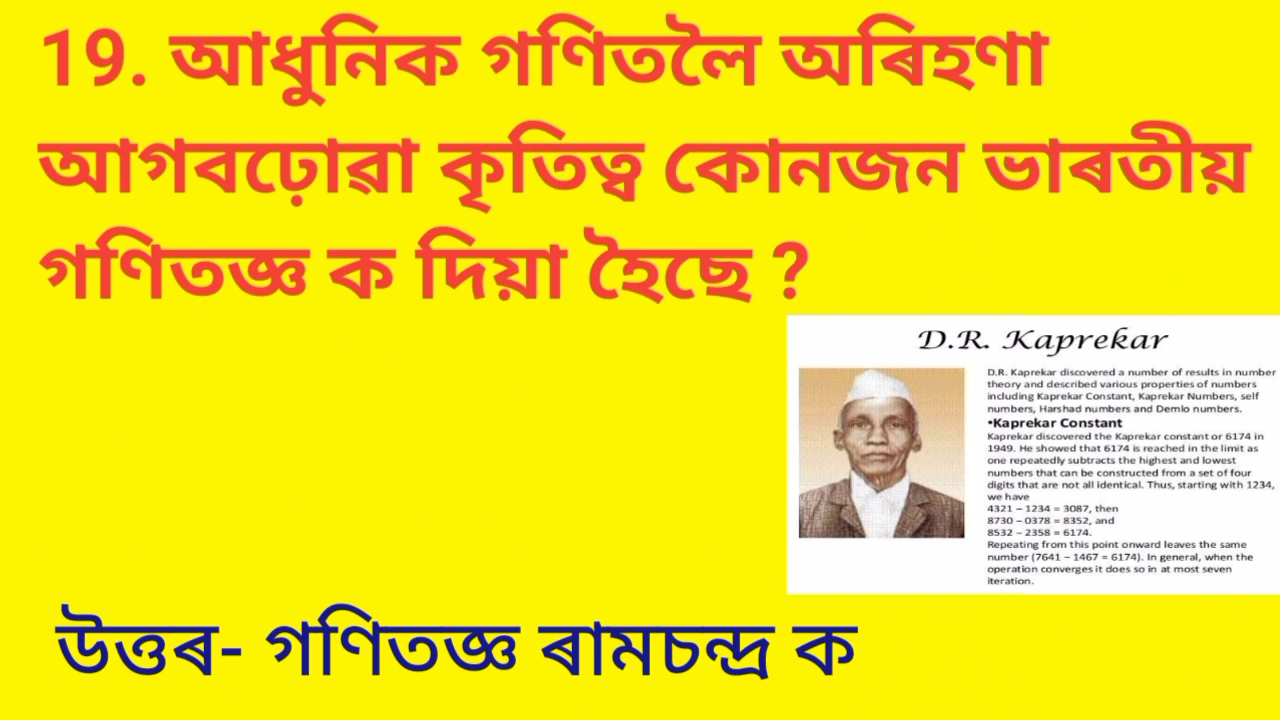 19. আধুনিক গণিতলৈ অৰিহণা
আগবঢ়োৱা কৃতিত্ব কোনজন ভাৰতীয়
গণিতজ্ঞ ক দিয়া হৈছে ?
D.R. Kaprekar
D.R. Kaprekar discovered a number of results in number
theory and described various properties of numbers
including Kaprekar Constant, Kaprekar Numbers, self
numbers, Harshad numbers and Demlo numbers.
•Kaprekar Constant
Kaprekar discovered the Kaprekar constant or 6174 in
1949. He showed that 6174 is reached in the limit as
one repeatedly subtracts the highest and lowest
numbers that can be constructed from a set of four
digits that are not all identical. Thus, starting with 1234,
we have
4321 – 1234 = 3087, then
8730 – 0378 = 8352, and
8532 – 2358 = 6174.
Repeating from this point onward leaves the same
number (7641 – 1467 = 6174). In general, when the
operation converges it does so in at most seven
iteration.
উত্তৰ- গণিতজ্ঞ ৰামচন্দ্ৰ ক